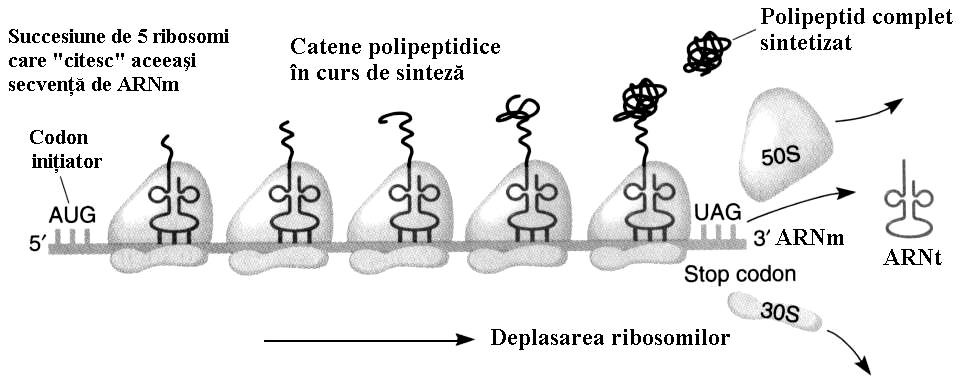 Succesiune de 5 ribosomi
care "citesc" aceeași
secvență de ARNm
Catene polipeptidice
în curs de sinteză
Polipeptid complet
sintetizat
Codon
inițiator
AUG
5′
50S
UAG
3′ ARNm
ARNt
Stop codon
30S
Deplasarea ribosomilor